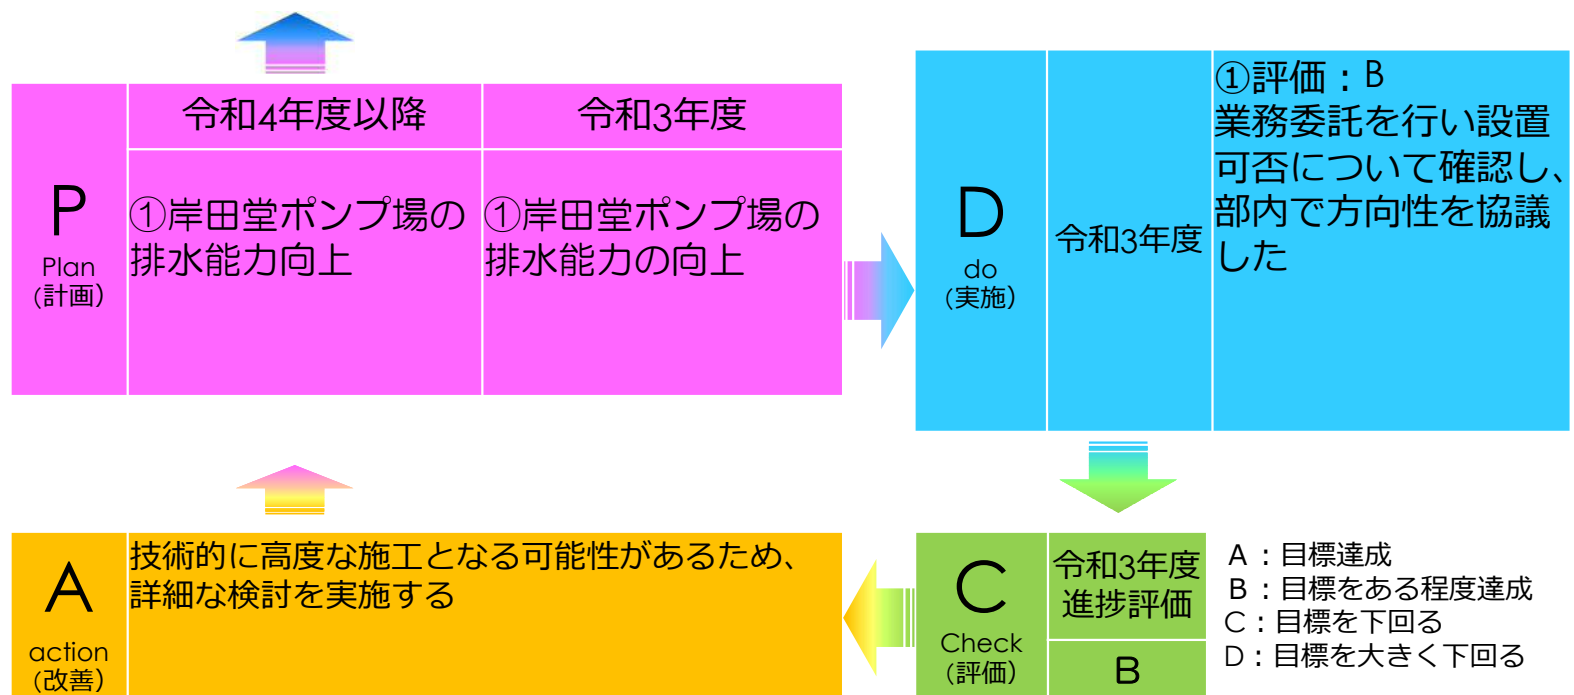 P
Plan
(計画)
令和4年度以降
令和3年度
①岸田堂ポンプ場の
排水能力向上
①岸田堂ポンプ場の
排水能力の向上
D
do
(実施)
令和3年度
①評価：B
業務委託を行い設置
可否について確認し、
部内で方向性を協議
した
A
action
(改善)
技術的に高度な施工となる可能性があるため、
詳細な検討を実施する
C
Check
(評価)
令和3年度
進捗評価
B
A：目標達成
B：目標をある程度達成
C：目標を下回る
D：目標を大きく下回る